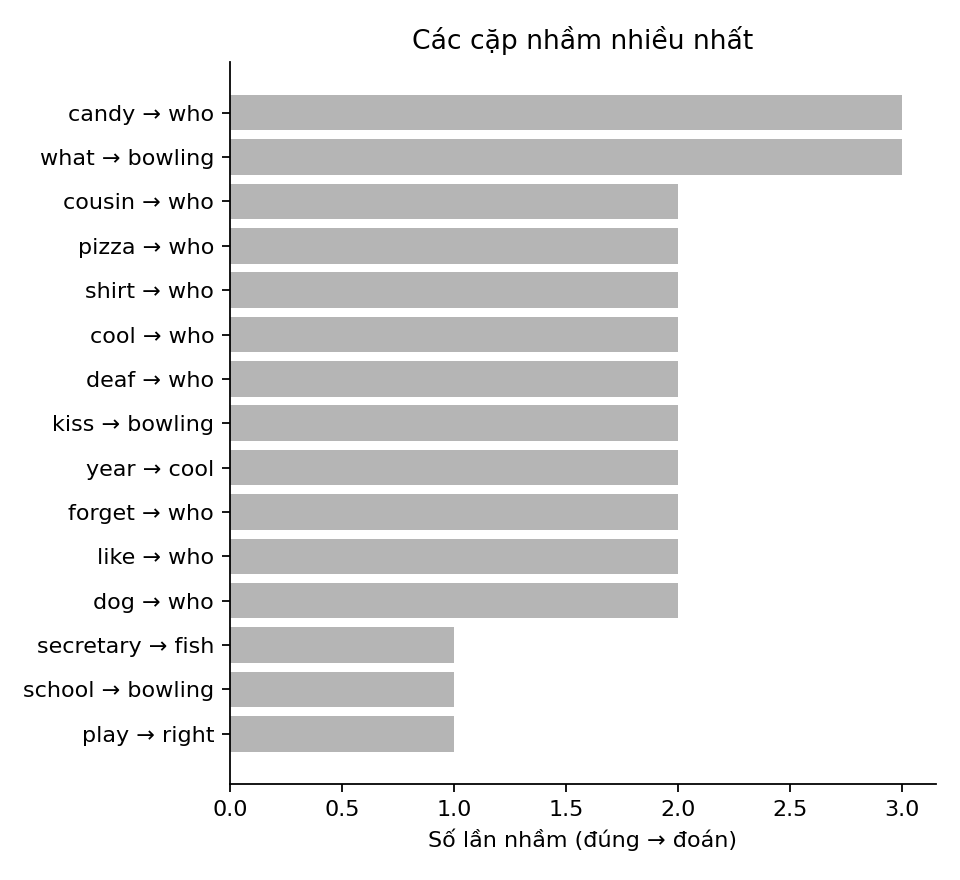 Các cặp nhầm nhiều nhất
candy → who
what → bowling
cousin → who
pizza → who
shirt → who
cool → who
deaf → who
kiss → bowling
year → cool
forget → who
like → who
dog → who
secretary → fish
school → bowling
play → right
0.0 0.5 1.0 1.5 2.0 2.5 3.0
Số lần nhầm (đúng → đoán)